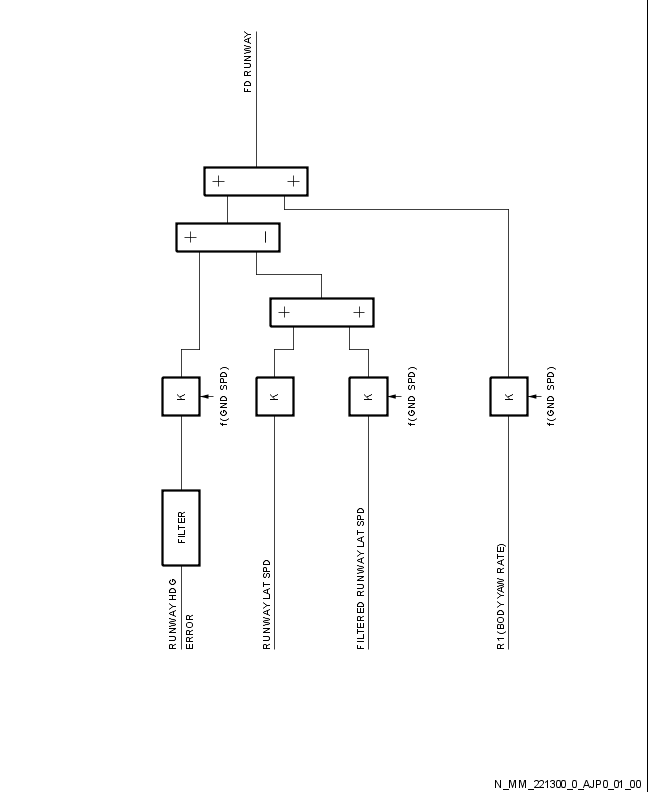 FD RUNWAY
+ +
+ −
+ +
K
f(GND SPD)
K
K
f(GND SPD)
K
f(GND SPD)
FILTER
RUNWAY HDG
ERROR
RUNWAY LAT SPD
FILTERED RUNWAY LAT SPD
R1 (BODY YAW RATE)
N_MM_221300_0_AJP0_01_00